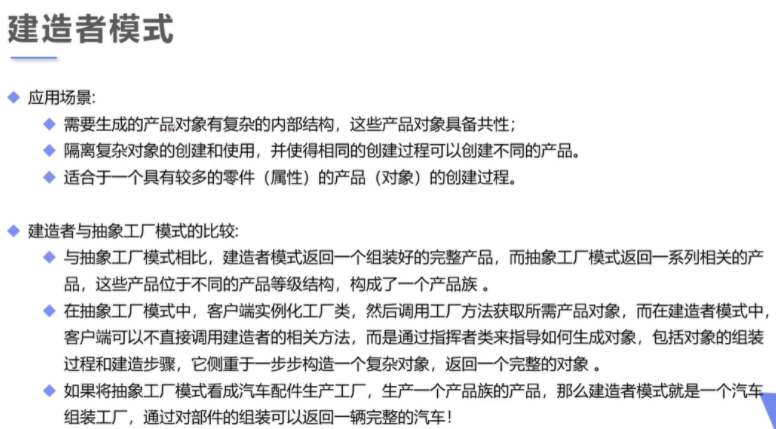 建造者模式
应用场景:
需要生成的产品对象有复杂的内部结构，这些产品对象具备共性；
隔离复杂对象的创建和使用，并使得相同的创建过程可以创建不同的产品。
适合于一个具有较多的零件（属性）的产品（对象）的创建过程。
建造者与抽象工厂模式的比较:
与抽象工厂模式相比，建造者模式返回一个组装好的完整产品，而抽象工厂模式返回一系列相关的产
品，这些产品位于不同的产品等级结构，构成了一个产品族 。
在抽象工厂模式中，客户端实例化工厂类，然后调用工厂方法获取所需产品对象，而在建造者模式中，
客户端可以不直接调用建造者的相关方法，而是通过指挥者类来指导如何生成对象，包括对象的组装
过程和建造步骤，它侧重于一步步构造一个复杂对象，返回一个完整的对象 。
如果将抽象工厂模式看成汽车配件生产工厂，生产一个产品族的产品，那么建造者模式就是一个汽车
组装工厂，通过对部件的组装可以返回一辆完整的汽车！